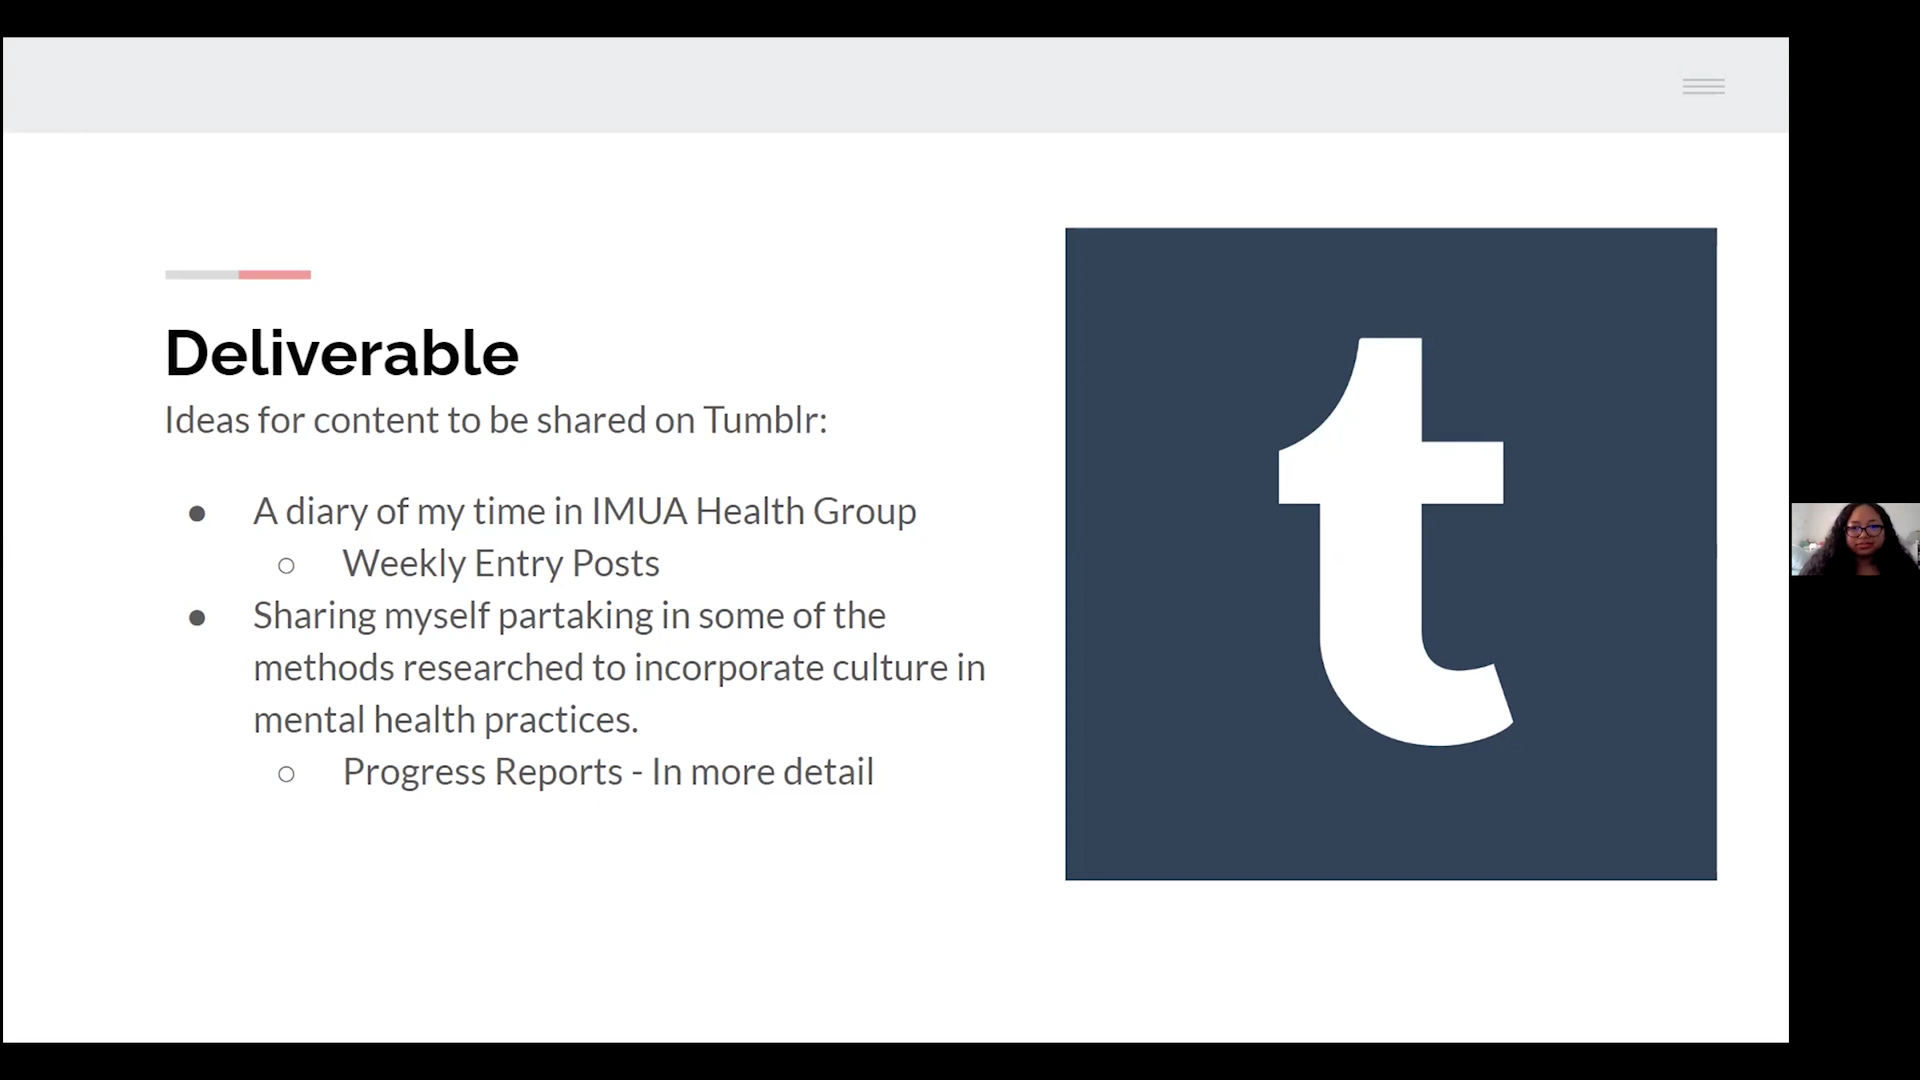 Deliverable
Ideas for content to be shared on Tumblr:
● A diary of my time in IMUA Health Group
○ Weekly Entry Posts
● Sharing myself partaking in some of the
methods researched to incorporate culture in
mental health practices.
○ Progress Reports - In more detail
t